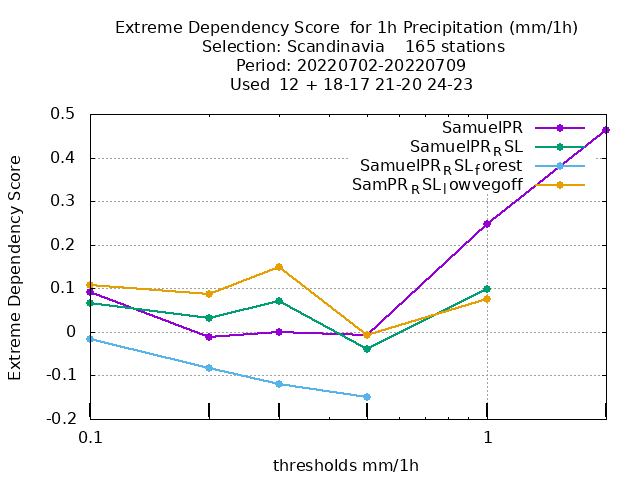 Extreme Dependency Score  for 1h Precipitation (mm/1h)
Selection: Scandinavia    165 stations
Period: 20220702-20220709
Used  12 + 18-17 21-20 24-23
SamuelPR
SamuelPR_RSL
SamuelPR_RSL_forest
SamPR_RSL_lowvegoff
0.5
0.4
0.3
0.2
0.1
0
-0.1
-0.2
Extreme Dependency Score
0.1 1
thresholds mm/1h